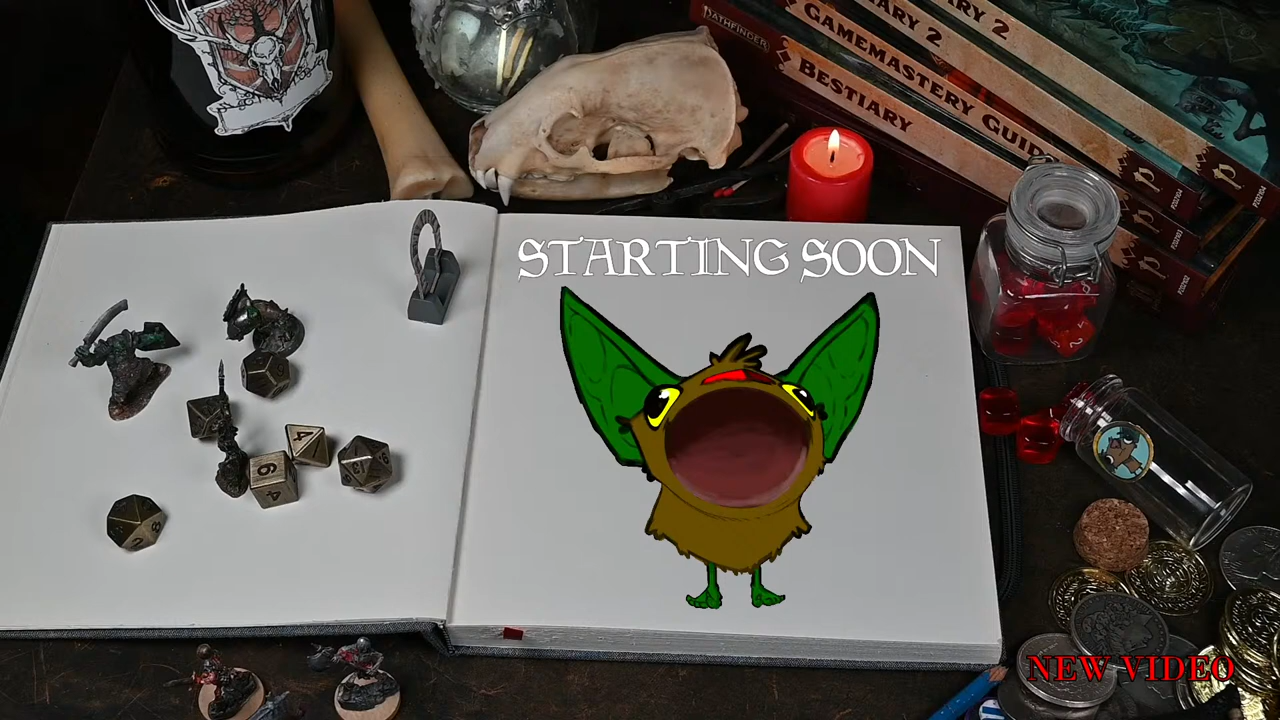 PATHFINDER
BESTIARY
GAMEMASTERY GUIDE
ARY 2
ARY 2
STARTING SOON
NEW VIDEO